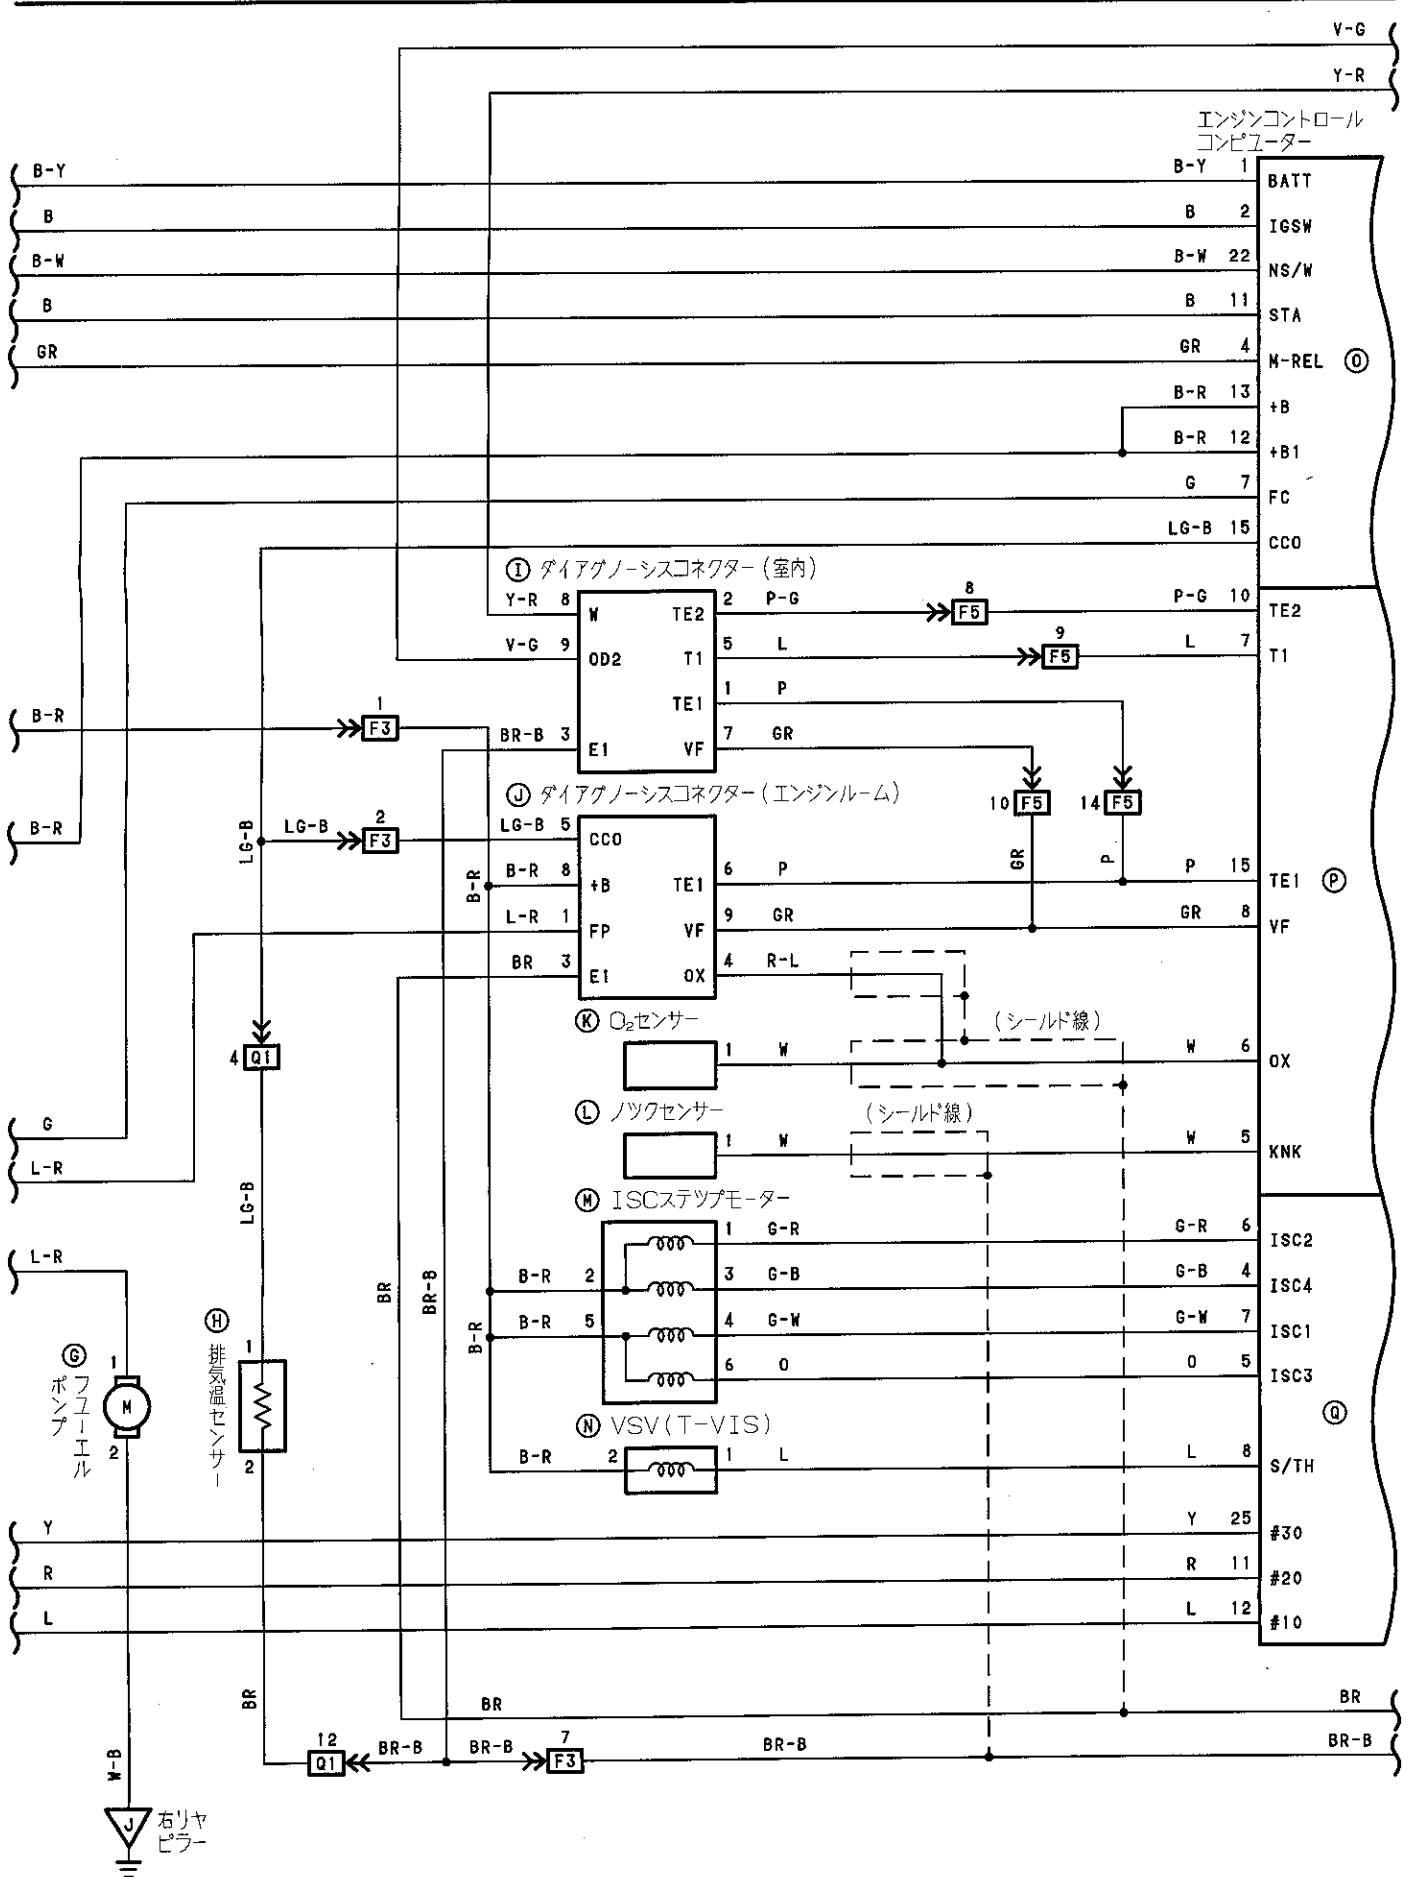 V-G
Y-R
エンジンコントロール
コンピューター
B-Y
B-Y 1 BATT
B
B 2 IGSW
B-W
B-W 22 NS/W
B
B 11 STA
GR
GR 4 M-REL O
B-R 13 +B
B-R 12 +B1
G 7 FC
LG-B 15 CCO
I ダイアグノーシスコネクター(室内)
Y-R 8 W TE2 2 P-G
8
F5
P-G 10 TE2
V-G 9 OD2 T1 5 L
9
F5
L 7 T1
TE1 1 P
B-R
1
F3
BR-B 3 E1 VF 7 GR
J ダイアグノーシスコネクター(エンジンルーム)
10 F5
14 F5
B-R
LG-B
LG-B
2
F3
LG-B 5 CCO
GR
P
B-R
B-R 8 +B TE1 6 P
P 15 TE1 P
L-R 1 FP VF 9 GR
GR 8 VF
BR 3 E1 OX 4 R-L
K O₂センサー
(シールド線)
4 Q1
1 W
W 6 OX
L ノツクセンサー
(シールド線)
G
1 W
W 5 KNK
L-R
LG-B
M ISCステツプモーター
1 G-R
G-R 6 ISC2
L-R
BR
BR-B
B-R 2
3 G-B
G-B 4 ISC4
B-R
B-R 5
4 G-W
G-W 7 ISC1
6 O
O 5 ISC3
G フユーエル
ポンプ
1
M
2
H 排気温センサー
1
2
Q
N VSV(T-VIS)
B-R 2
1 L
L 8 S/TH
Y
Y 25 #30
R
R 11 #20
L
L 12 #10
BR
BR
BR
12
Q1
BR-B
BR-B
7
F3
BR-B
BR-B
W-B
J
右リヤ
ピラー